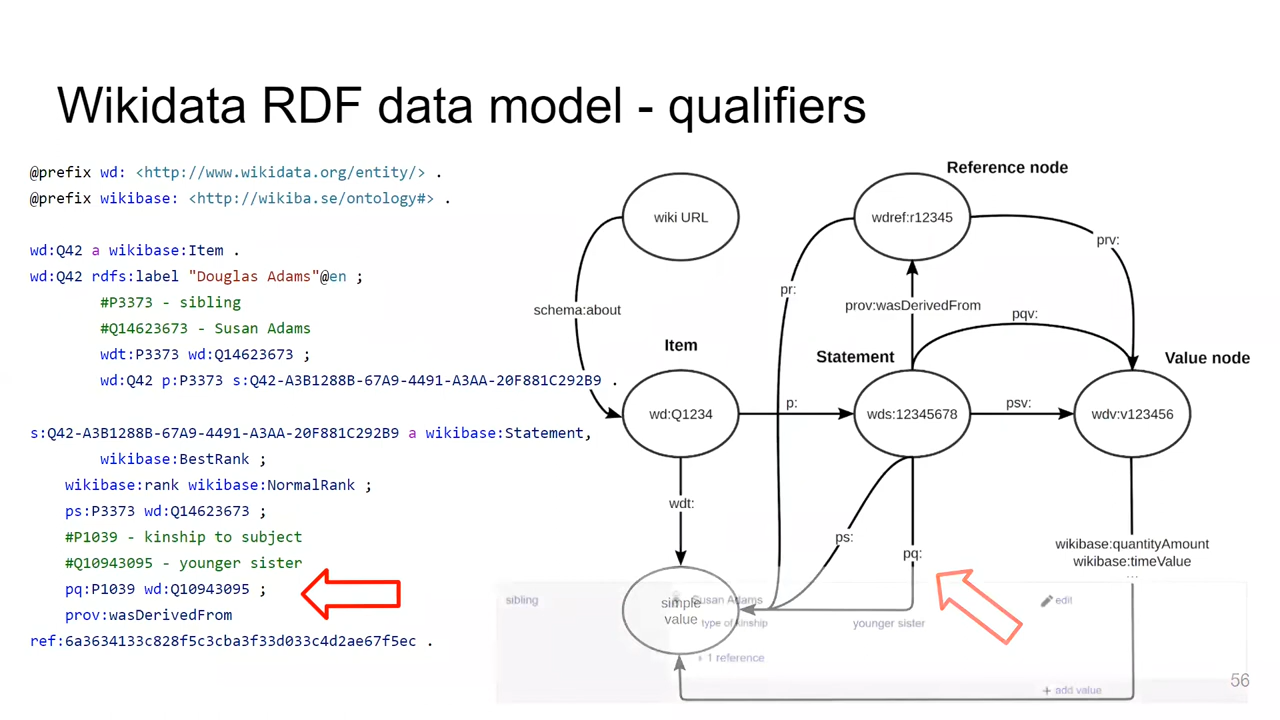 Wikidata RDF data model - qualifiers
@prefix wd: <http://www.wikidata.org/entity/> .
@prefix wikibase: <http://wikiba.se/ontology#> .
wd:Q42 a wikibase:Item .
wd:Q42 rdfs:label "Douglas Adams"@en ;
#P3373 - sibling
#Q14623673 - Susan Adams
wdt:P3373 wd:Q14623673 ;
wd:Q42 p:P3373 s:Q42-A3B1288B-67A9-4491-A3AA-20F881C292B9 .
s:Q42-A3B1288B-67A9-4491-A3AA-20F881C292B9 a wikibase:Statement,
wikibase:BestRank ;
wikibase:rank wikibase:NormalRank ;
ps:P3373 wd:Q14623673 ;
#P1039 - kinship to subject
#Q10943095 - younger sister
pq:P1039 wd:Q10943095 ;
prov:wasDerivedFrom
ref:6a3634133c828f5c3cba3f33d033c4d2ae67f5ec .
Reference node
wiki URL
wdref:r12345
prv:
pr:
schema:about
prov:wasDerivedFrom
pqv:
Item
Statement
Value node
wd:Q1234
p:
wds:12345678
psv:
wdv:v123456
wdt:
ps:
pq:
wikibase:quantityAmount
wikibase:timeValue
...
simple
value
sibling
Susan Adams
edit
type of kinship
younger sister
+ 1 reference
+ add value
56